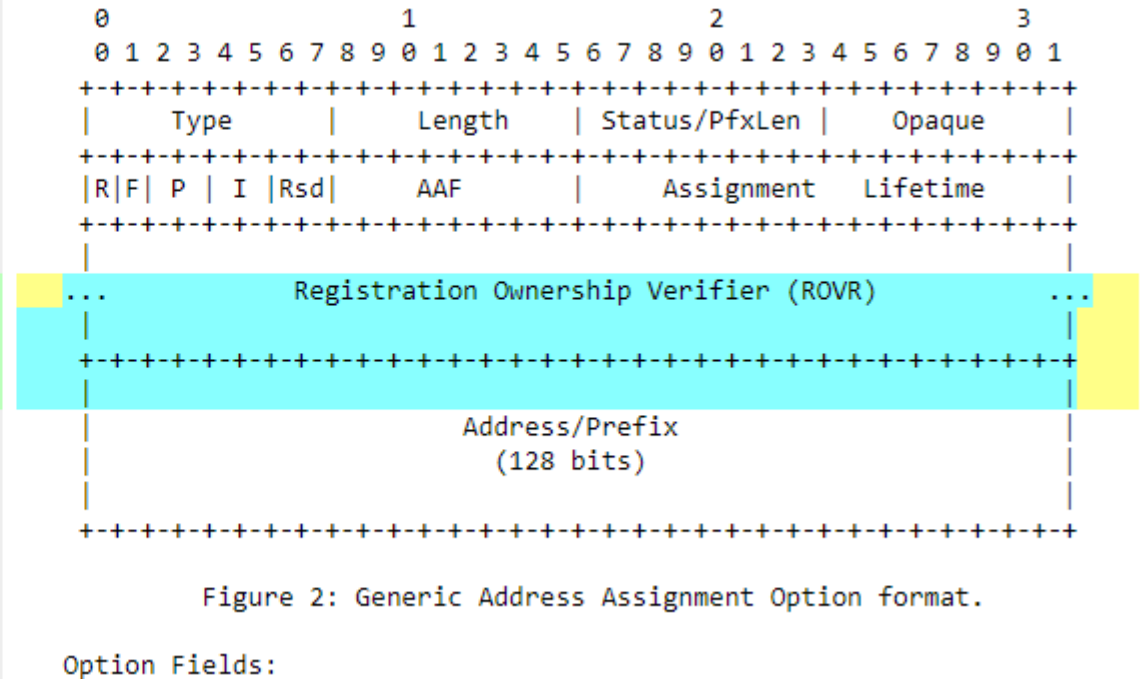 0                   1                   2                   3
 0 1 2 3 4 5 6 7 8 9 0 1 2 3 4 5 6 7 8 9 0 1 2 3 4 5 6 7 8 9 0 1
+-+-+-+-+-+-+-+-+-+-+-+-+-+-+-+-+-+-+-+-+-+-+-+-+-+-+-+-+-+-+-+-+
|     Type      |     Length    | Status/PfxLen |    Opaque     |
+-+-+-+-+-+-+-+-+-+-+-+-+-+-+-+-+-+-+-+-+-+-+-+-+-+-+-+-+-+-+-+-+
|R|F| P | I |Rsd|     AAF       |     Assignment   Lifetime     |
+-+-+-+-+-+-+-+-+-+-+-+-+-+-+-+-+-+-+-+-+-+-+-+-+-+-+-+-+-+-+-+-+
|                                                               |
...            Registration Ownership Verifier (ROVR)           ...
|                                                               |
+-+-+-+-+-+-+-+-+-+-+-+-+-+-+-+-+-+-+-+-+-+-+-+-+-+-+-+-+-+-+-+-+
|                                                               |
|                        Address/Prefix                         |
|                          (128 bits)                           |
|                                                               |
+-+-+-+-+-+-+-+-+-+-+-+-+-+-+-+-+-+-+-+-+-+-+-+-+-+-+-+-+-+-+-+-+
Figure 2: Generic Address Assignment Option format.
Option Fields: